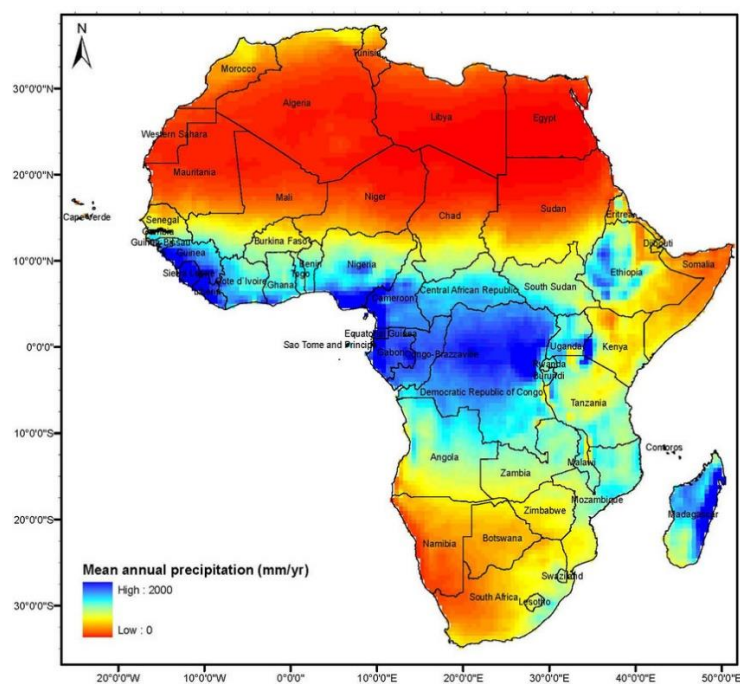 N
30°0'0"N
20°0'0"N
10°0'0"N
0°0'0"
10°0'0"S
20°0'0"S
30°0'0"S
Tunisia
Morocco
Algeria
Libya
Egypt
Western Sahara
Mauritania
Mali
Niger
Chad
Sudan
Eritrea
Cape Verde
Senegal
Gambia
Guinea-Bissau
Guinea
Burkina Faso
Benin
Togo
Nigeria
Djibouti
Somalia
Ethiopia
Sierra Leone
Cote d'Ivoire
Ghana
Cameroon
Central African Republic
South Sudan
Equatorial Guinea
Sao Tome and Princip
Gabon
Congo-Brazzaville
Uganda
Kenya
Rwanda
Burundi
Democratic Republic of Congo
Tanzania
Comoros
Angola
Zambia
Malawi
Mozambique
Madagascar
Zimbabwe
Namibia
Botswana
Swaziland
South Africa
Lesotho
Mean annual precipitation (mm/yr)
High : 2000
Low : 0
20°0'0"W
10°0'0"W
0°0'0"
10°0'0"E
20°0'0"E
30°0'0"E
40°0'0"E
50°0'0"E